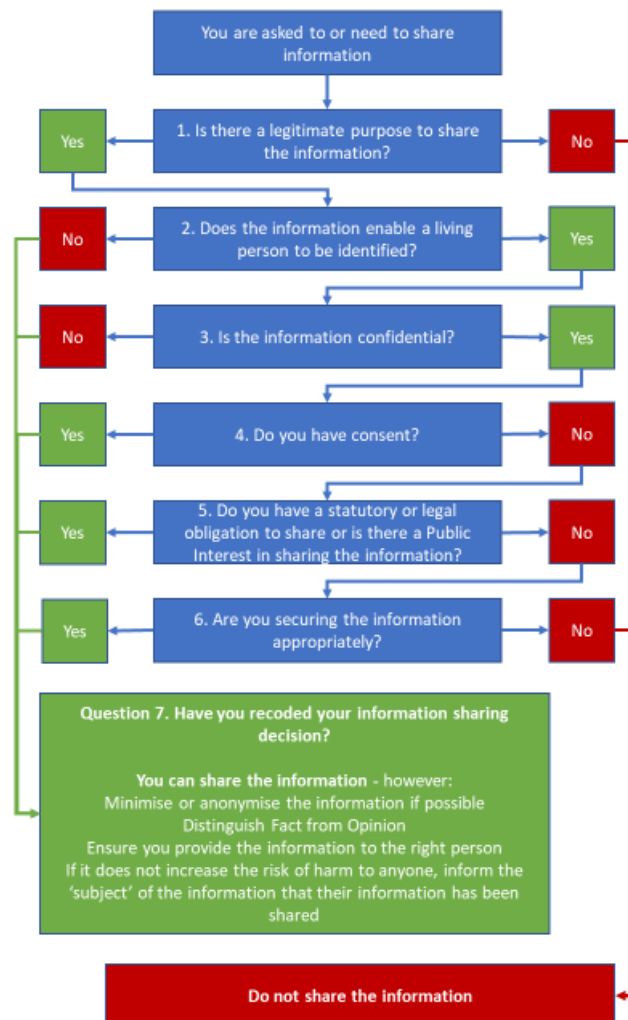 You are asked to or need to share
information
Yes
1. Is there a legitimate purpose to share
the information?
No
No
2. Does the information enable a living
person to be identified?
Yes
No
3. Is the information confidential?
Yes
Yes
4. Do you have consent?
No
Yes
5. Do you have a statutory or legal
obligation to share or is there a Public
Interest in sharing the information?
No
Yes
6. Are you securing the information
appropriately?
No
Question 7. Have you recoded your information sharing
decision?
You can share the information - however:
Minimise or anonymise the information if possible
Distinguish Fact from Opinion
Ensure you provide the information to the right person
If it does not increase the risk of harm to anyone, inform the
‘subject’ of the information that their information has been
shared
Do not share the information